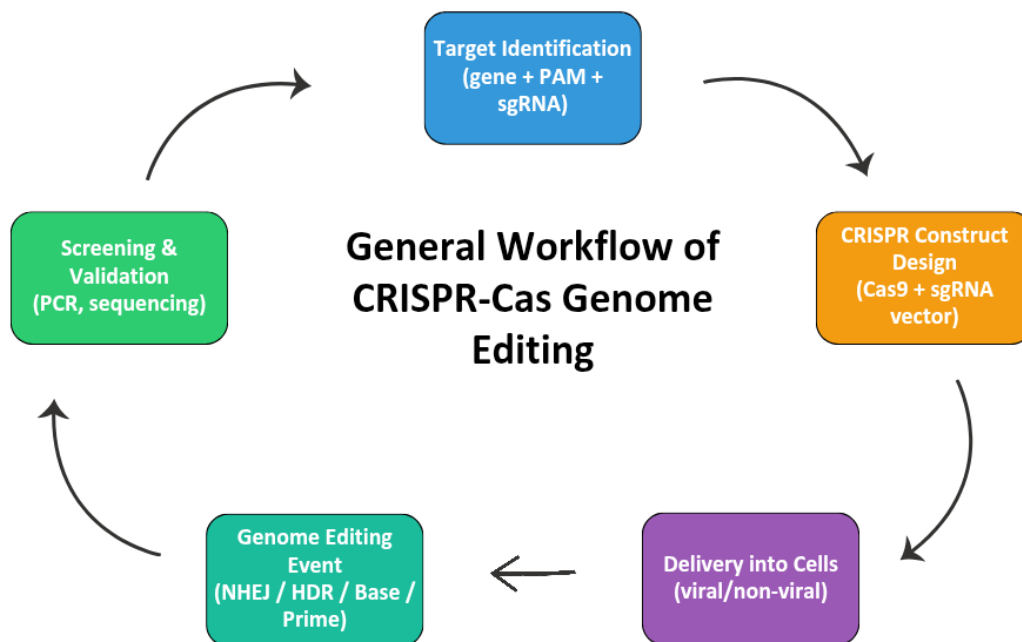 Target Identification
(gene + PAM +
sgRNA)
Screening &
Validation
(PCR, sequencing)
General Workflow of
CRISPR-Cas Genome
Editing
CRISPR Construct
Design
(Cas9 + sgRNA
vector)
Genome Editing
Event
(NHEJ / HDR / Base /
Prime)
Delivery into Cells
(viral/non-viral)